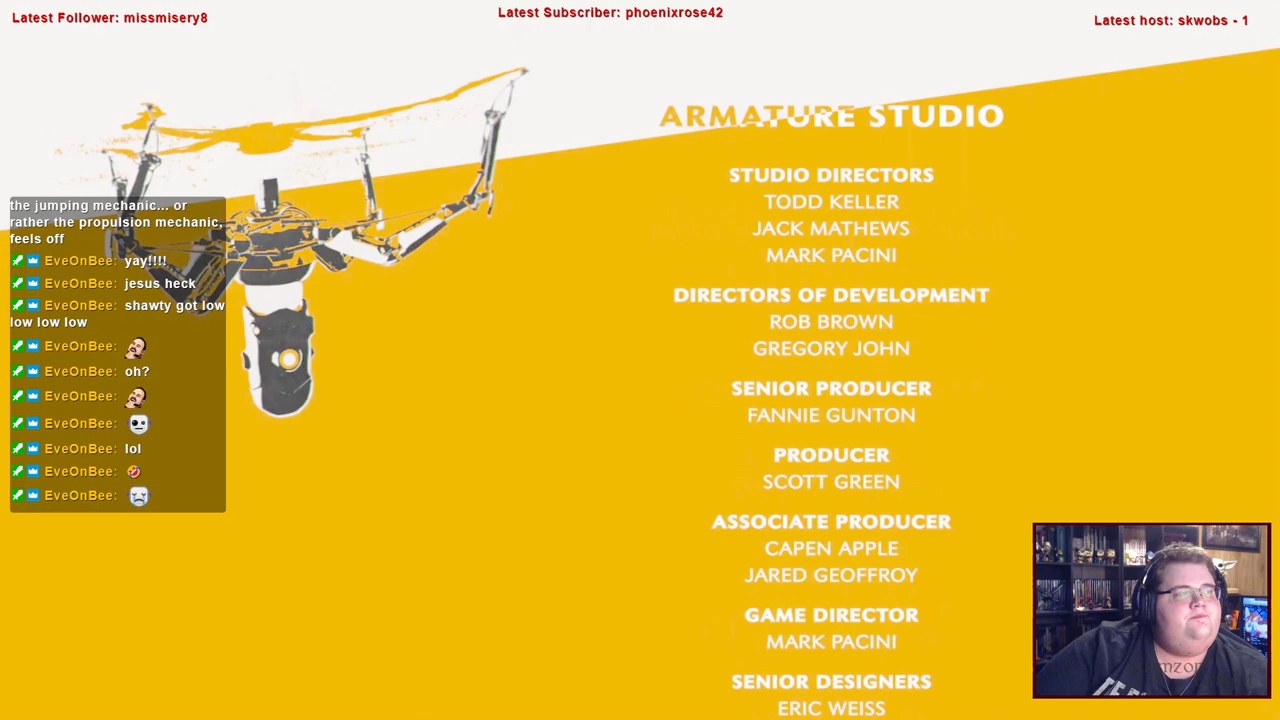 Latest Follower: missmisery8
Latest Subscriber: phoenixrose42
Latest host: skwobs - 1
the jumping mechanic... or
rather the propulsion mechanic,
feels off
EveOnBee: yay!!!!
EveOnBee: jesus heck
EveOnBee: shawty got low
low low low
EveOnBee:
EveOnBee: oh?
EveOnBee:
EveOnBee:
EveOnBee: lol
EveOnBee:
EveOnBee:
ARMATURE STUDIO
STUDIO DIRECTORS
TODD KELLER
JACK MATHEWS
MARK PACINI
DIRECTORS OF DEVELOPMENT
ROB BROWN
GREGORY JOHN
SENIOR PRODUCER
FANNIE GUNTON
PRODUCER
SCOTT GREEN
ASSOCIATE PRODUCER
CAPEN APPLE
JARED GEOFFROY
GAME DIRECTOR
MARK PACINI
SENIOR DESIGNERS
ERIC WEISS